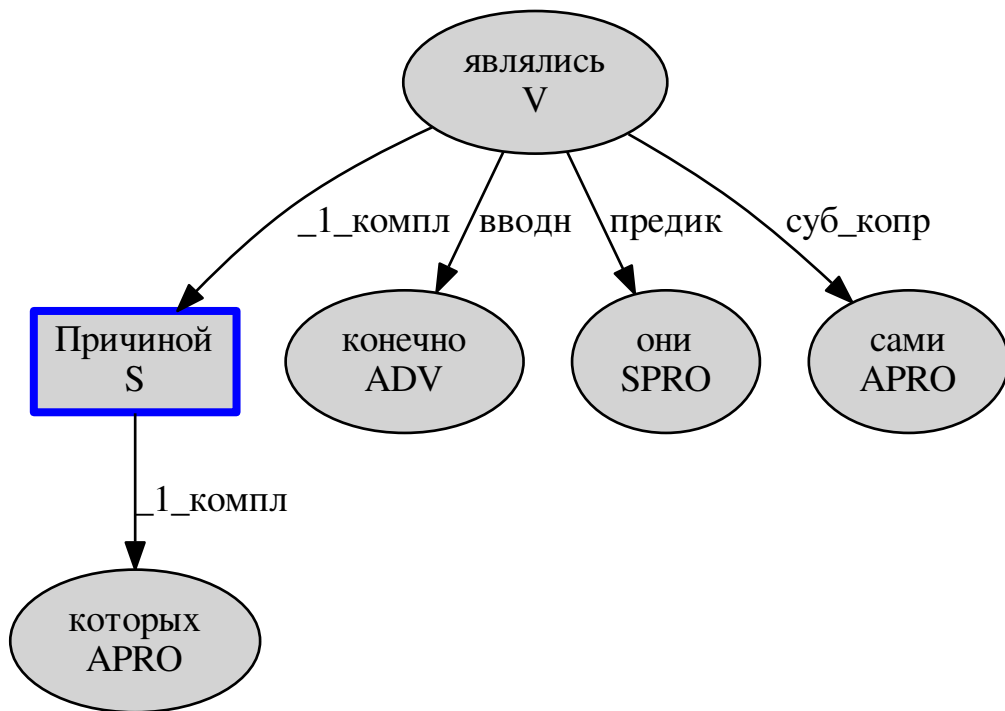 являлись
V
_1_компл
вводн
предик
суб_копр
Причиной
S
конечно
ADV
они
SPRO
сами
APRO
_1_компл
которых
APRO